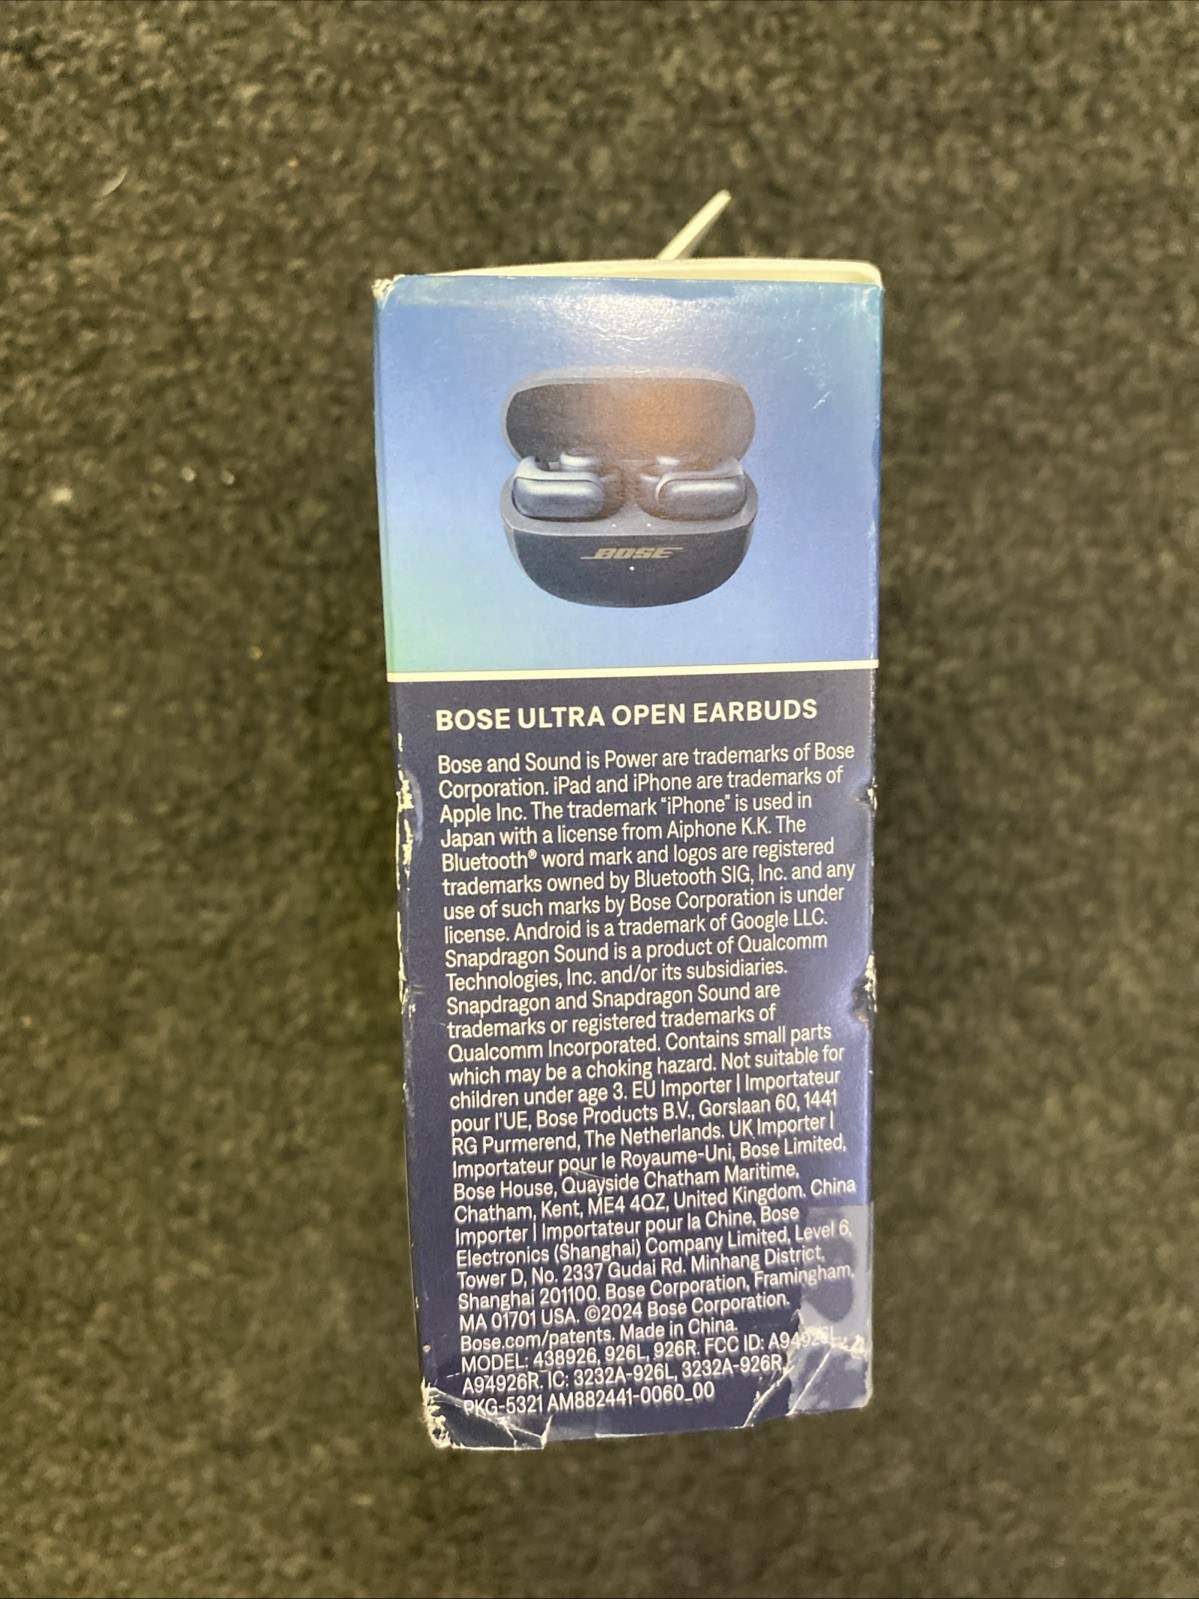 BOSE
BOSE ULTRA OPEN EARBUDS
Bose and Sound is Power are trademarks of Bose
Corporation. iPad and iPhone are trademarks of
Apple Inc. The trademark “iPhone” is used in
Japan with a license from Aiphone K.K. The
Bluetooth® word mark and logos are registered
trademarks owned by Bluetooth SIG, Inc. and any
use of such marks by Bose Corporation is under
license. Android is a trademark of Google LLC.
Snapdragon Sound is a product of Qualcomm
Technologies, Inc. and/or its subsidiaries.
Snapdragon and Snapdragon Sound are
trademarks or registered trademarks of
Qualcomm Incorporated. Contains small parts
which may be a choking hazard. Not suitable for
children under age 3. EU Importer | Importateur
pour l'UE, Bose Products B.V., Gorslaan 60, 1441
RG Purmerend, The Netherlands. UK Importer |
Importateur pour le Royaume-Uni, Bose Limited,
Bose House, Quayside Chatham Maritime,
Chatham, Kent, ME4 4QZ, United Kingdom. China
Importer | Importateur pour la Chine, Bose
Electronics (Shanghai) Company Limited, Level 6,
Tower D, No. 2337 Gudai Rd. Minhang District,
Shanghai 201100. Bose Corporation, Framingham,
MA 01701 USA. ©2024 Bose Corporation.
Bose.com/patents. Made in China.
MODEL: 438926, 926L, 926R. FCC ID: A94926L,
A94926R. IC: 3232A-926L, 3232A-926R,
PKG-5321 AM882441-0060_00